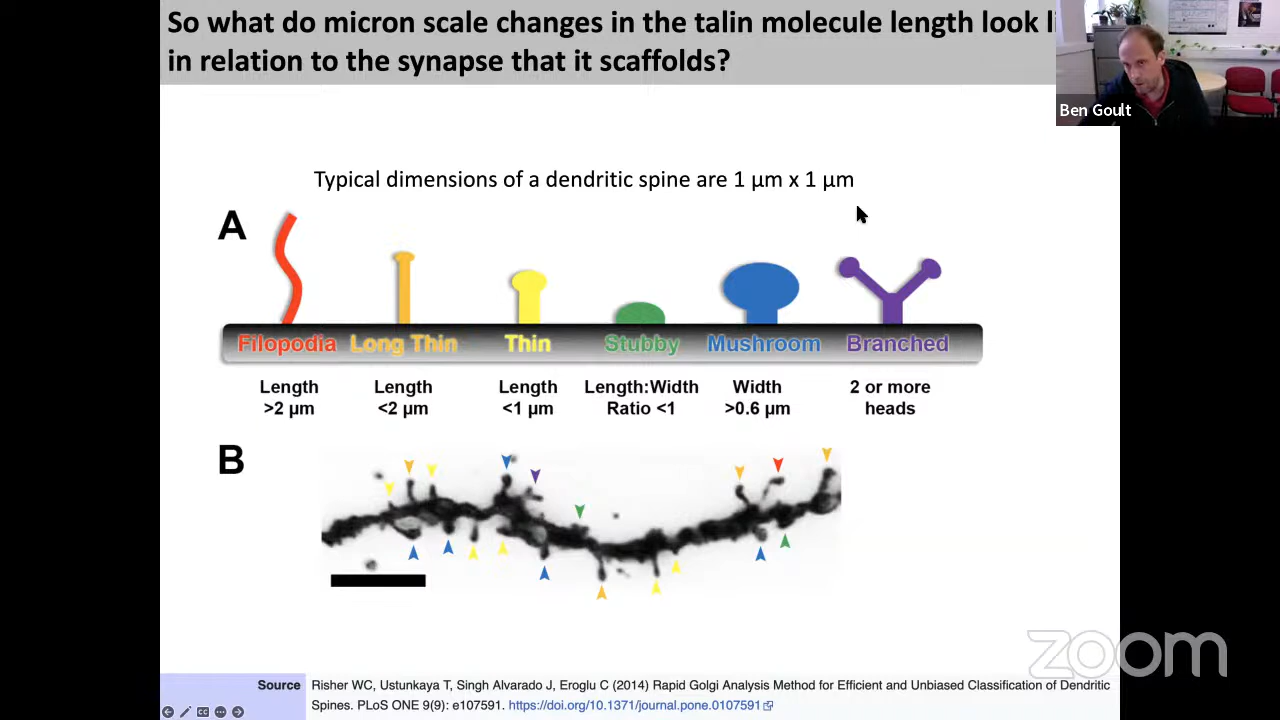 So what do micron scale changes in the talin molecule length look
in relation to the synapse that it scaffolds?
Ben Goult
Typical dimensions of a dendritic spine are 1 µm x 1 µm
A
Filopodia Long Thin Thin Stubby Mushroom Branched
Length Length Length Length:Width Width 2 or more
>2 µm <2 µm <1 µm Ratio <1 >0.6 µm heads
B
zoom
Source Risher WC, Ustunkaya T, Singh Alvarado J, Eroglu C (2014) Rapid Golgi Analysis Method for Efficient and Unbiased Classification of Dendritic
Spines. PLoS ONE 9(9): e107591. https://doi.org/10.1371/journal.pone.0107591
CC